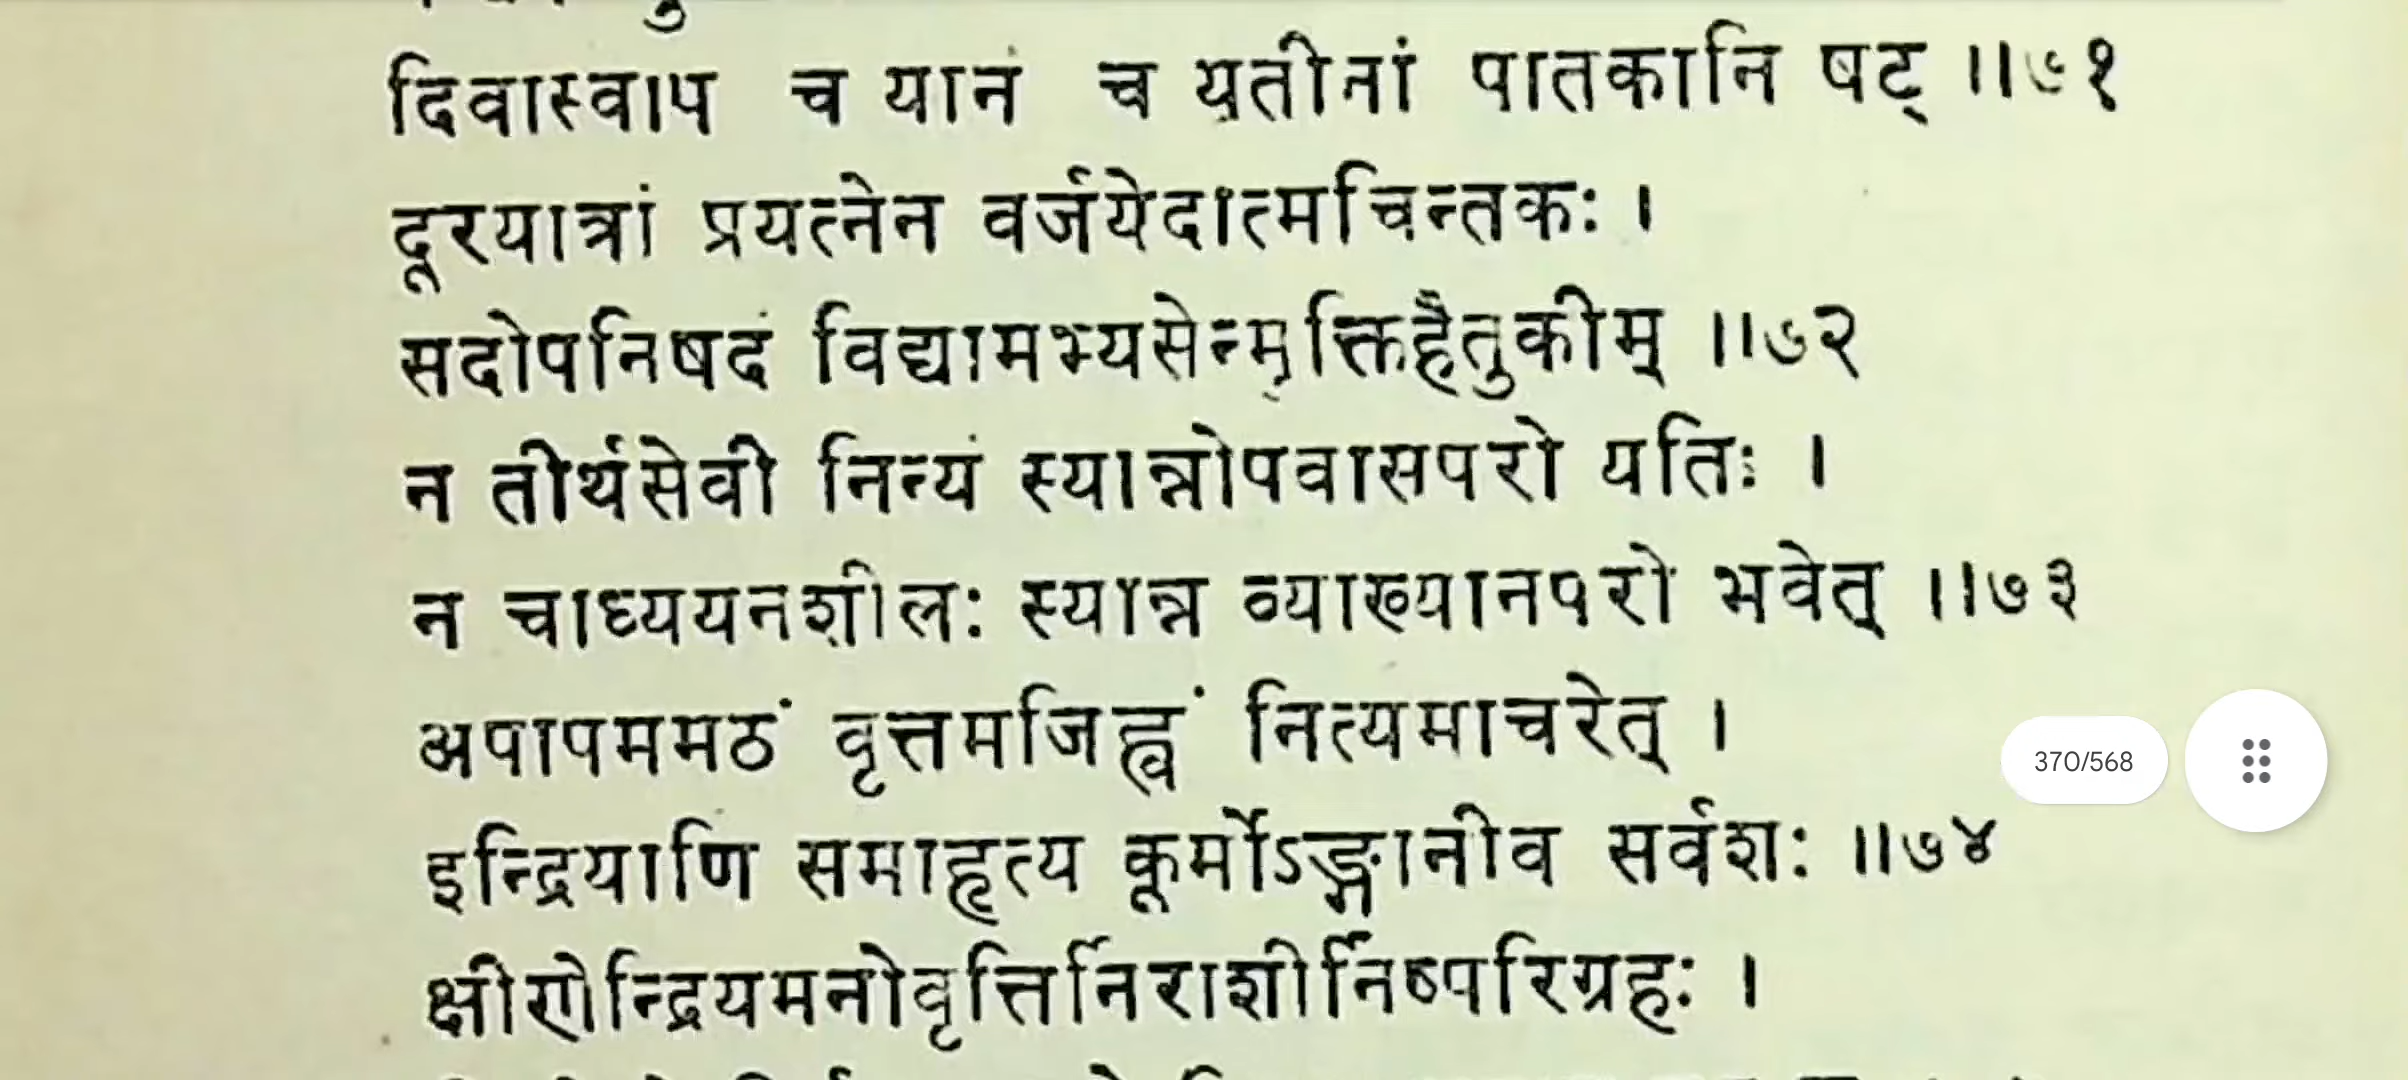 दिवास्वाप च यानं च यतीनां पातकानि षट् ॥७१
दूरयात्रां प्रयत्नेन वर्जयेदात्मचिन्तकः ।
सदोपनिषदं विद्यामभ्यसेन्मुक्तिहैतुकीम् ॥७२
न तीर्थसेवी नित्यं स्यान्नोपवासपरो यतिः ।
न चाध्ययनशीलः स्यान्न व्याख्यानपरो भवेत् ॥७३
अपापममठं वृत्तमजिह्वं नित्यमाचरेत् ।
370/568
इन्द्रियाणि समाहृत्य कूर्मोऽङ्गानीव सर्वशः ॥७४
क्षीणेन्द्रियमनोवृत्तिर्निराशीर्निष्परिग्रहः ।